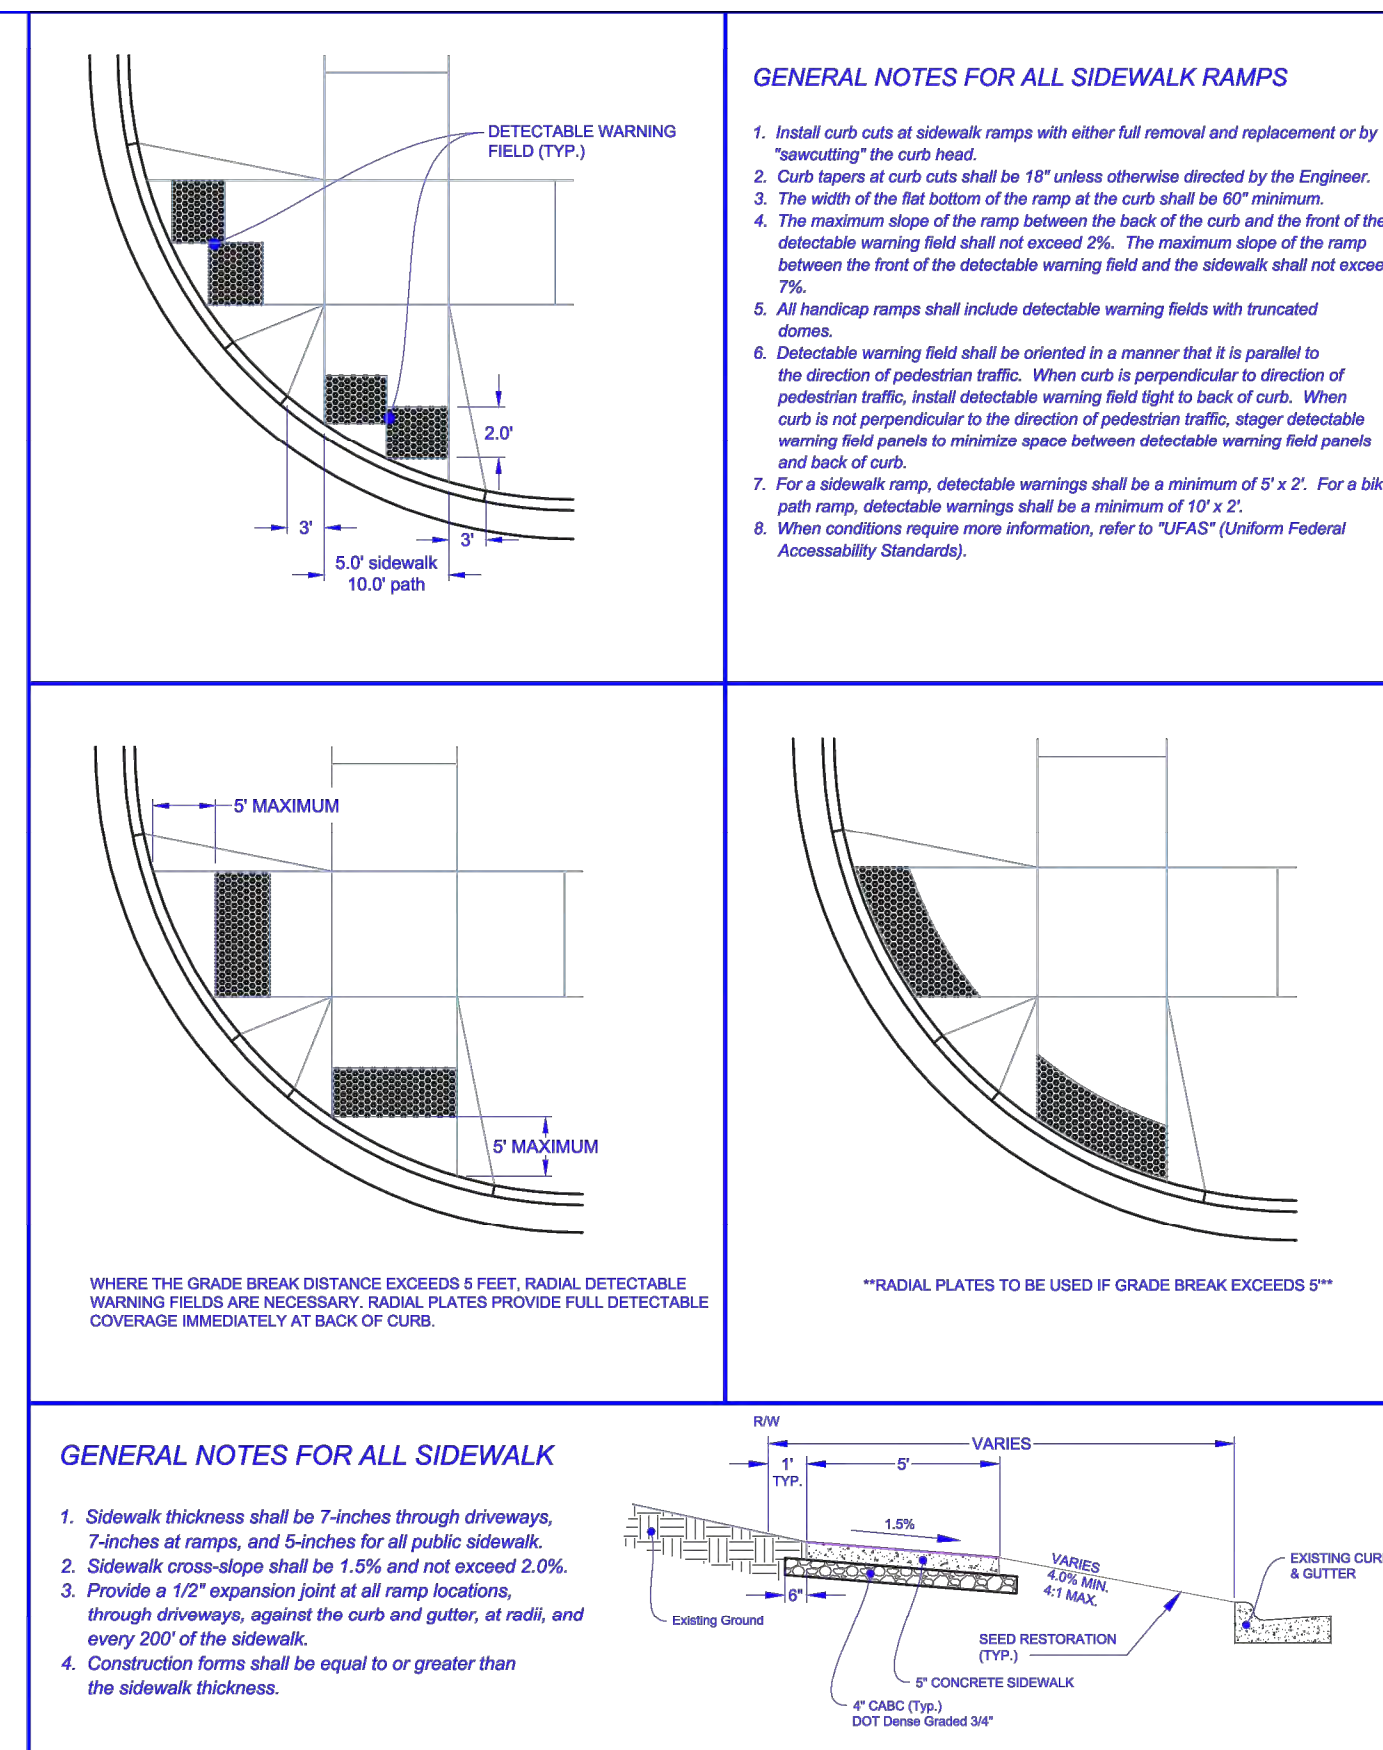 DETECTABLE WARNING
FIELD (TYP.)
2.0'
3'
3'
5.0' sidewalk
10.0' path
GENERAL NOTES FOR ALL SIDEWALK RAMPS
1. Install curb cuts at sidewalk ramps with either full removal and replacement or by
"sawcutting" the curb head.
2. Curb tapers at curb cuts shall be 18" unless otherwise directed by the Engineer.
3. The width of the flat bottom of the ramp at the curb shall be 60" minimum.
4. The maximum slope of the ramp between the back of the curb and the front of the
detectable warning field shall not exceed 2%. The maximum slope of the ramp
between the front of the detectable warning field and the sidewalk shall not excee
7%.
5. All handicap ramps shall include detectable warning fields with truncated
domes.
6. Detectable warning field shall be oriented in a manner that it is parallel to
the direction of pedestrian traffic. When curb is perpendicular to direction of
pedestrian traffic, install detectable warning field tight to back of curb. When
curb is not perpendicular to the direction of pedestrian traffic, stager detectable
warning field panels to minimize space between detectable warning field panels
and back of curb.
7. For a sidewalk ramp, detectable warnings shall be a minimum of 5' x 2'. For a bik
path ramp, detectable warnings shall be a minimum of 10' x 2'.
8. When conditions require more information, refer to "UFAS" (Uniform Federal
Accessability Standards).
5' MAXIMUM
5' MAXIMUM
WHERE THE GRADE BREAK DISTANCE EXCEEDS 5 FEET, RADIAL DETECTABLE
WARNING FIELDS ARE NECESSARY. RADIAL PLATES PROVIDE FULL DETECTABLE
COVERAGE IMMEDIATELY AT BACK OF CURB.
**RADIAL PLATES TO BE USED IF GRADE BREAK EXCEEDS 5'**
GENERAL NOTES FOR ALL SIDEWALK
1. Sidewalk thickness shall be 7-inches through driveways,
7-inches at ramps, and 5-inches for all public sidewalk.
2. Sidewalk cross-slope shall be 1.5% and not exceed 2.0%.
3. Provide a 1/2" expansion joint at all ramp locations,
through driveways, against the curb and gutter, at radii, and
every 200' of the sidewalk.
4. Construction forms shall be equal to or greater than
the sidewalk thickness.
R/W
VARIES
1'
TYP.
5'
1.5%
VARIES
4.0% MIN.
4:1 MAX.
EXISTING CUR
& GUTTER
6"
Existing Ground
SEED RESTORATION
(TYP.)
5" CONCRETE SIDEWALK
4" CABC (Typ.)
DOT Dense Graded 3/4"